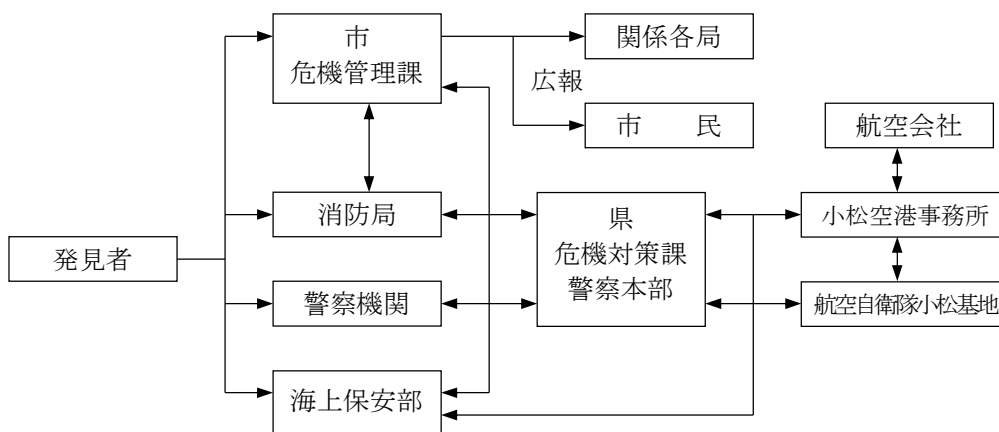 市
危機管理課
関係各局
広報
市　　民
航空会社
消防局
県
危機対策課
警察本部
小松空港事務所
発見者
警察機関
航空自衛隊小松基地
海上保安部